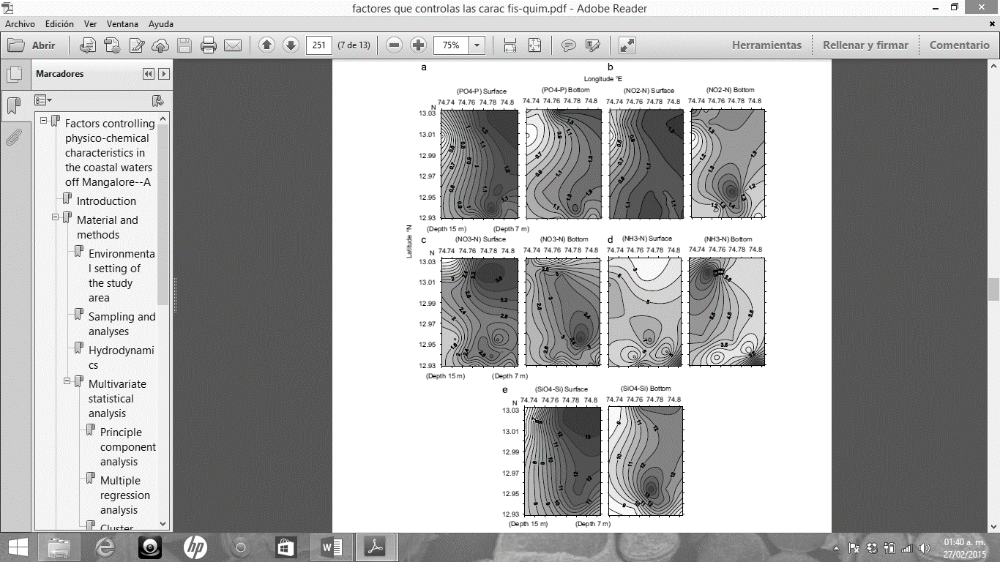 factores que controlas las carac fis-quim.pdf - Adobe Reader
Archivo Edición Ver Ventana Ayuda
Abrir 251 (7 de 13) 75% Herramientas Rellenar y firmar Comentario
Marcadores
Factors controlling
physico-chemical
characteristics in
the coastal waters
off Mangalore--A
Introduction
Material and
methods
Environmenta
l setting of
the study
area
Sampling and
analyses
Hydrodynami
cs
Multivariate
statistical
analysis
Principle
component
analysis
Multiple
regression
analysis
Cluster
a b
Longitude °E
(PO4-P) Surface (PO4-P) Bottom (NO2-N) Surface (NO2-N) Bottom
74.74 74.76 74.78 74.8 74.74 74.76 74.78 74.8 74.74 74.76 74.78 74.8 74.74 74.76 74.78 74.8
N
13.03
13.01
12.99
12.97
12.95
12.93
(Depth 15 m) (Depth 7 m)
Latitude °N
c d
(NO3-N) Surface (NO3-N) Bottom (NH3-N) Surface (NH3-N) Bottom
74.74 74.76 74.78 74.8 74.74 74.76 74.78 74.8 74.74 74.76 74.78 74.8 74.74 74.76 74.78 74.8
N
13.03
13.01
12.99
12.97
12.95
12.93
(Depth 15 m) (Depth 7 m)
e
(SiO4-Si) Surface (SiO4-Si) Bottom
74.74 74.76 74.78 74.8 74.74 74.76 74.78 74.8
N
13.03
13.01
12.99
12.97
12.95
12.93
(Depth 15 m) (Depth 7 m)
hp
01:40 a. m.
27/02/2015